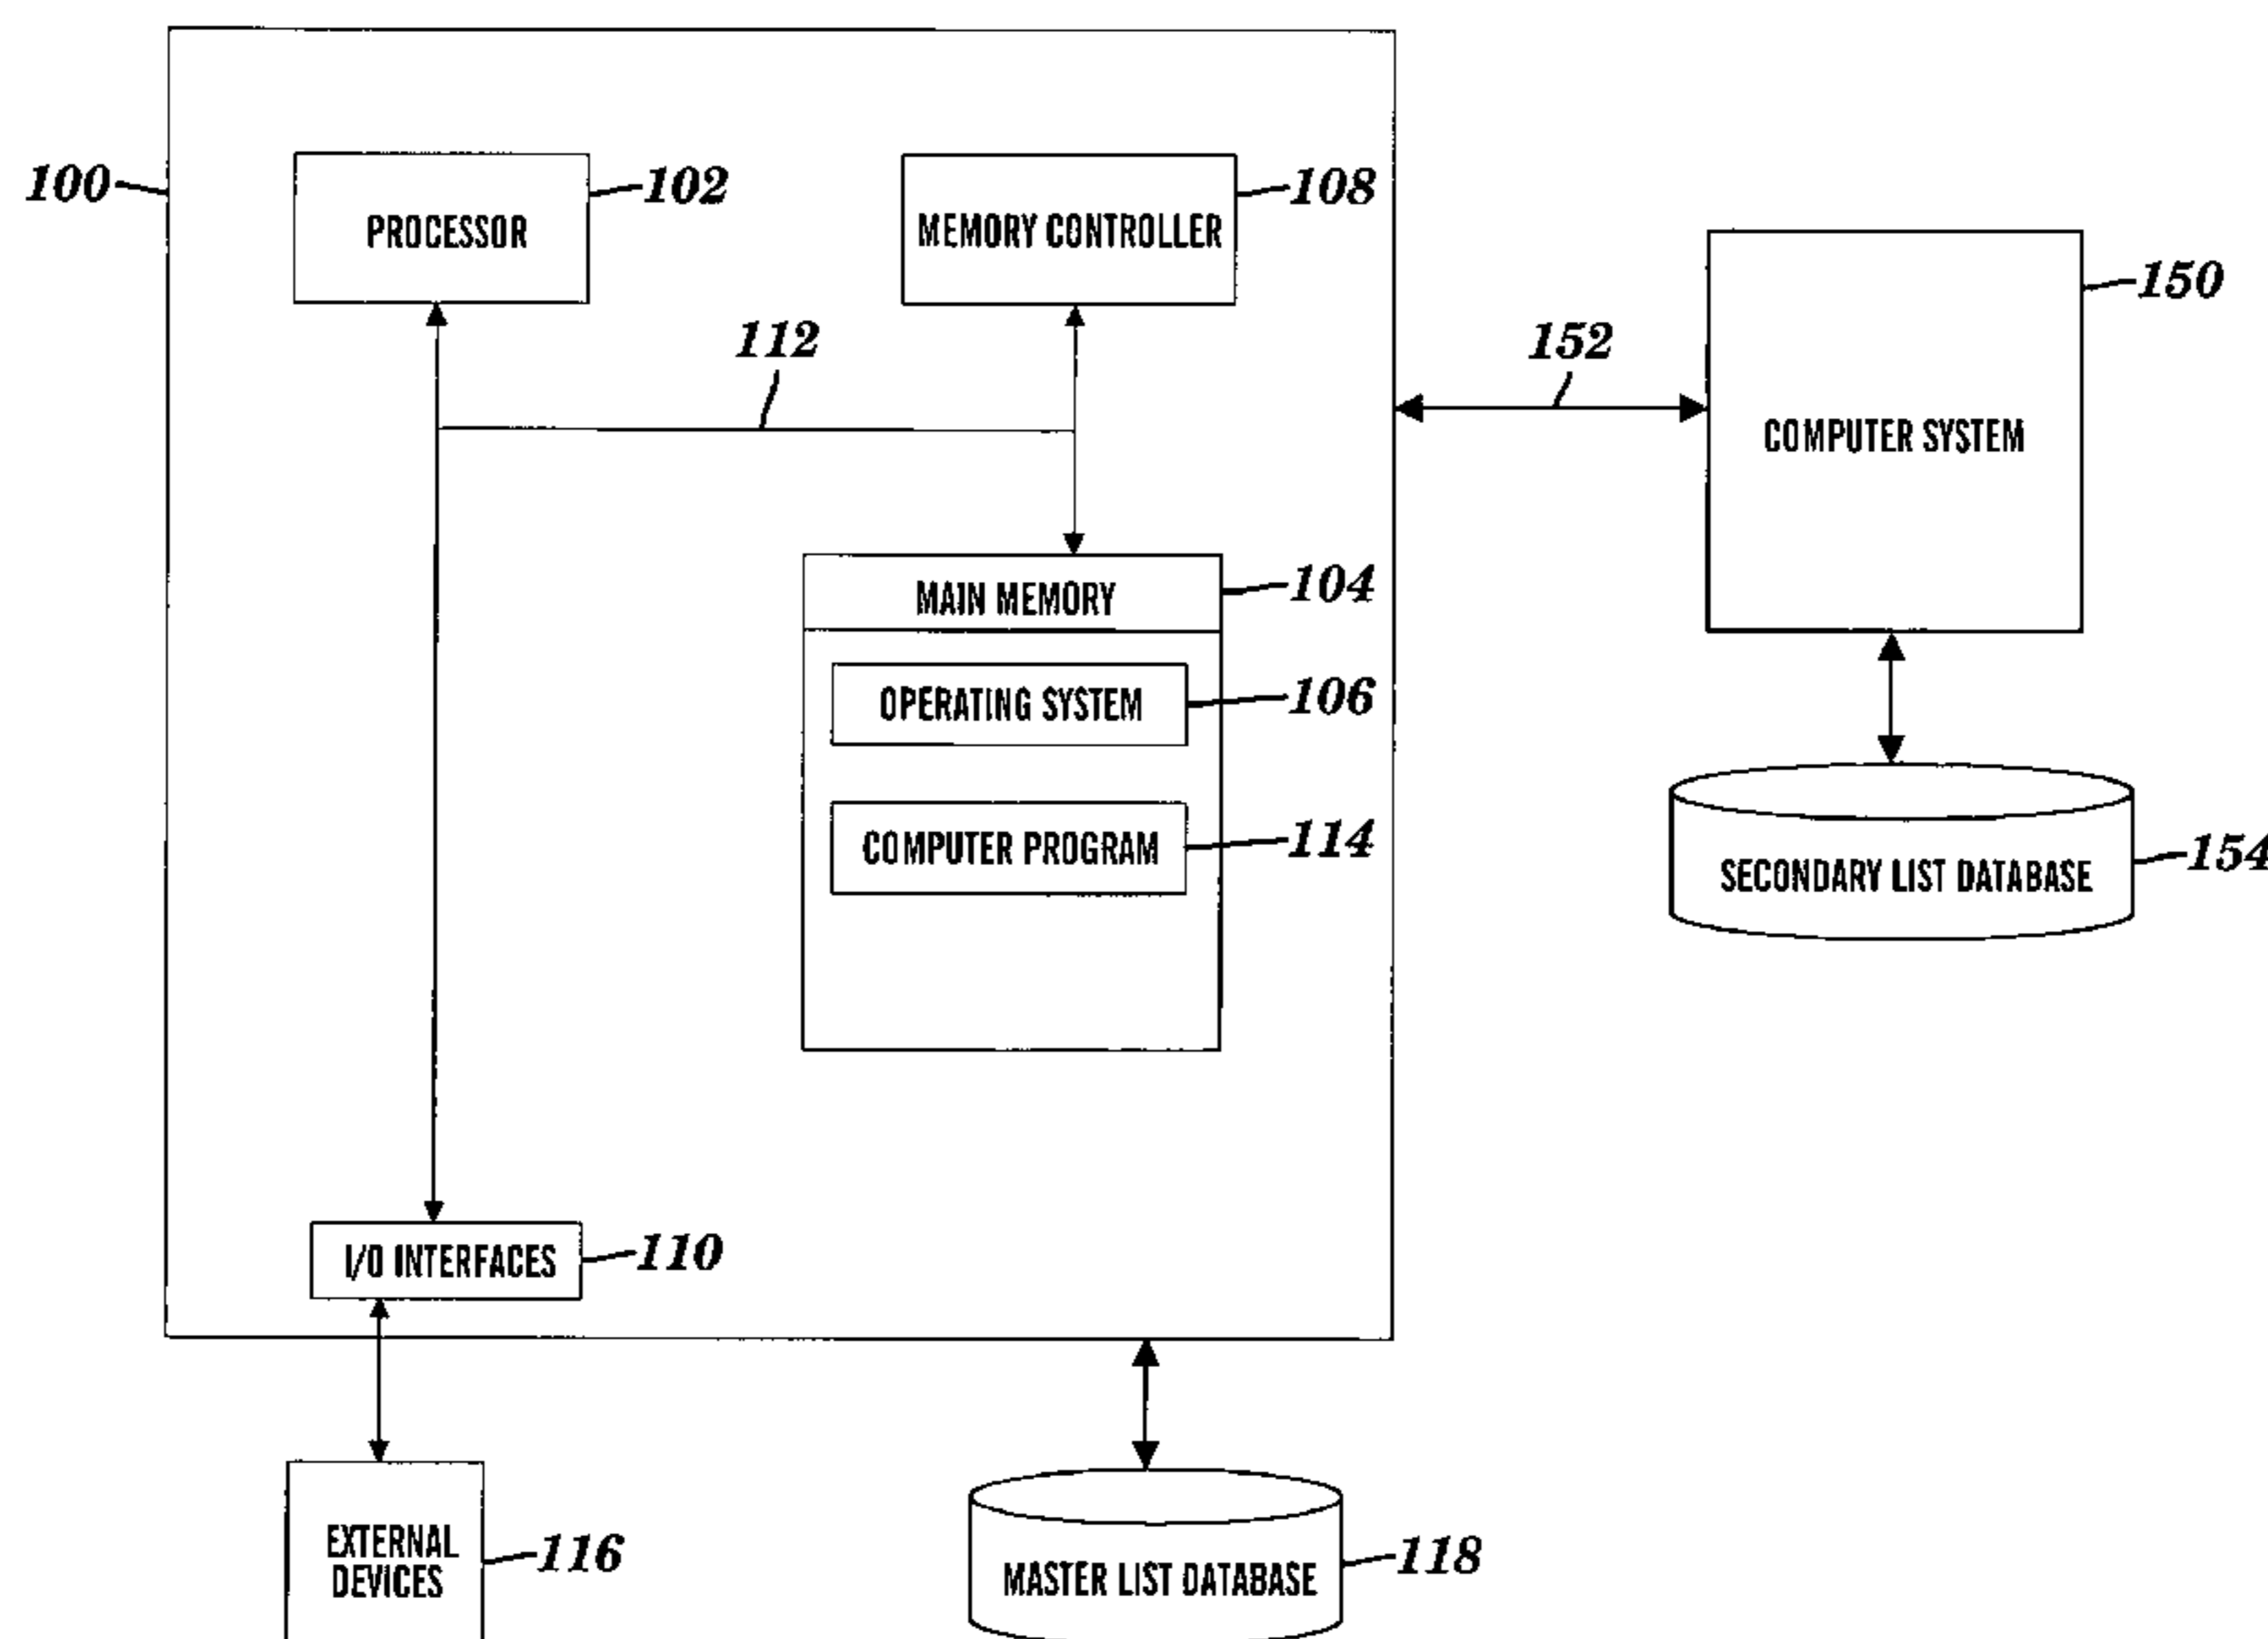 100
PROCESSOR
102
MEMORY CONTROLLER
108
112
152
COMPUTER SYSTEM
150
MAIN MEMORY
104
OPERATING SYSTEM
106
COMPUTER PROGRAM
114
SECONDARY LIST DATABASE
154
I/O INTERFACES
110
EXTERNAL
DEVICES
116
MASTER LIST DATABASE
118